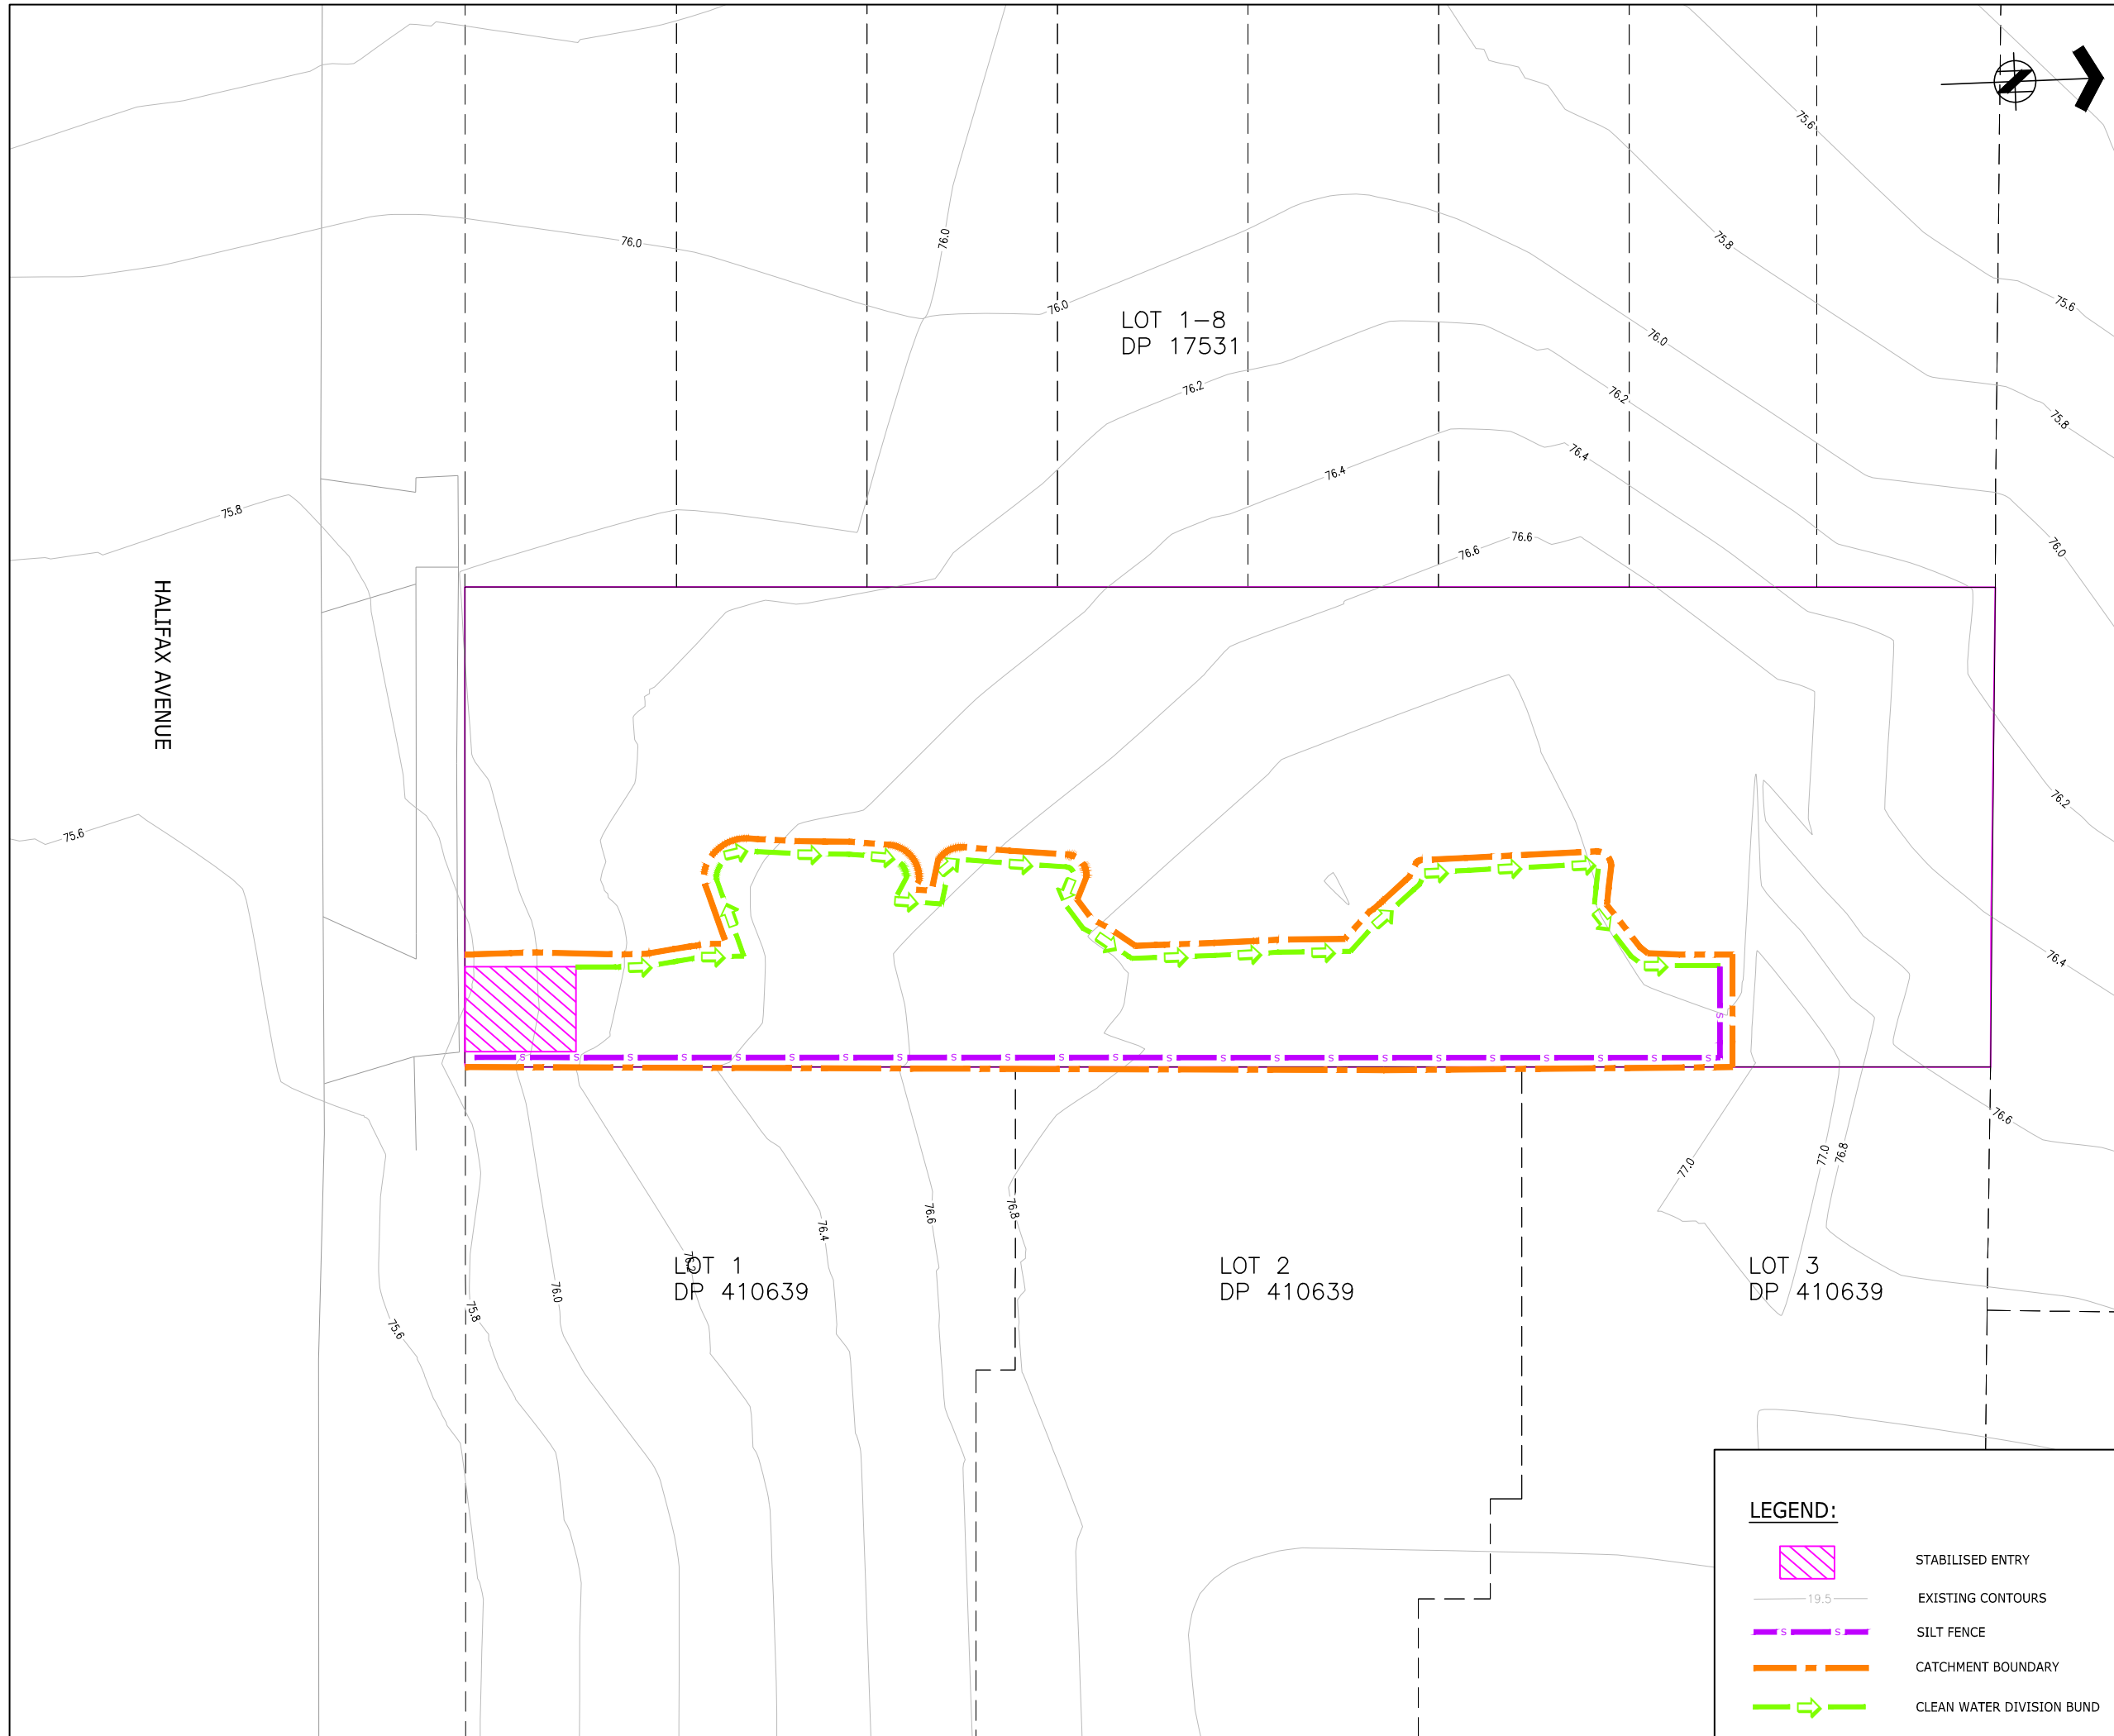 75.6
75.8
76.0
76.0
75.6
76.0
LOT 1-8
DP 17531
76.0
75.8
76.2
76.2
76.4
76.4
75.8
76.6
76.6
76.0
HALIFAX AVENUE
75.6
76.2
76.4
S S S S S S S S S S S S S S S S S S S S S S S S
76.6
77.0
77.0
76.8
76.8
76.6
76.4
76.2
76.0
75.8
75.6
LOT 1
DP 410639
LOT 2
DP 410639
LOT 3
DP 410639
LEGEND:
STABILISED ENTRY
19.5
EXISTING CONTOURS
S S
SILT FENCE
CATCHMENT BOUNDARY
CLEAN WATER DIVISION BUND